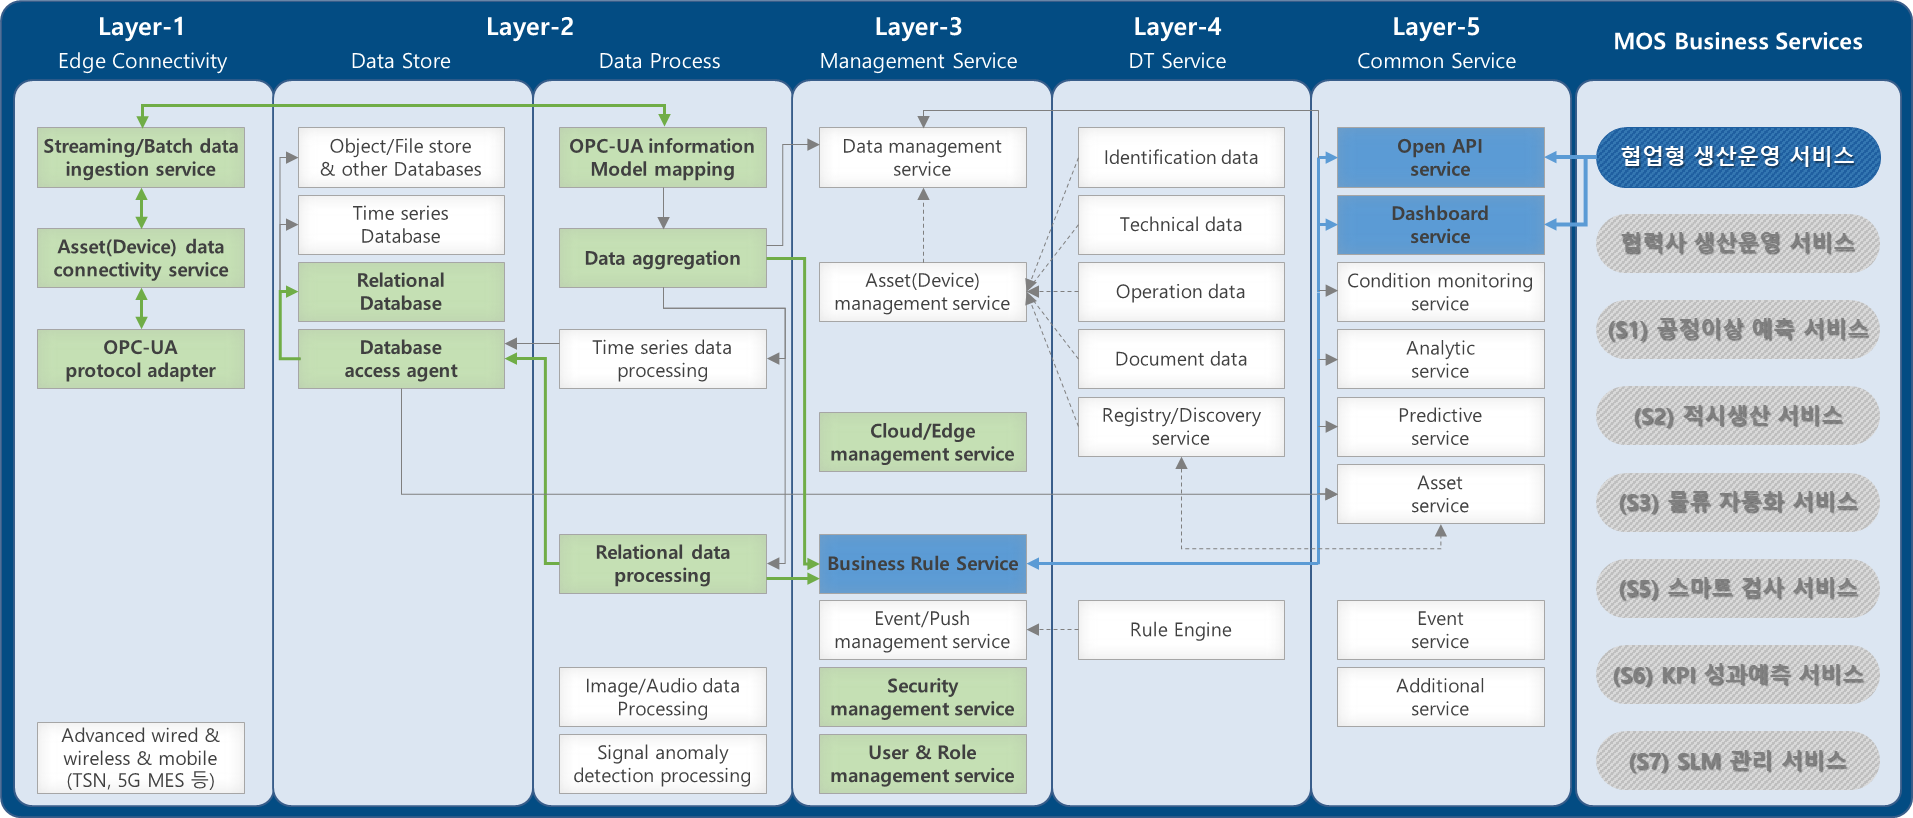 Layer-1
Edge Connectivity
Layer-2
Data Store
Data Process
Layer-3
Management Service
Layer-4
DT Service
Layer-5
Common Service
MOS Business Services
Streaming/Batch data
ingestion service
Asset(Device) data
connectivity service
OPC-UA
protocol adapter
Advanced wired &
wireless & mobile
(TSN, 5G MES 등)
Object/File store
& other Databases
Time series
Database
Relational
Database
Database
access agent
OPC-UA information
Model mapping
Data aggregation
Time series data
processing
Relational data
processing
Image/Audio data
Processing
Signal anomaly
detection processing
Data management
service
Asset(Device)
management service
Cloud/Edge
management service
Business Rule Service
Event/Push
management service
Security
management service
User & Role
management service
Identification data
Technical data
Operation data
Document data
Registry/Discovery
service
Rule Engine
Open API
service
Dashboard
service
Condition monitoring
service
Analytic
service
Predictive
service
Asset
service
Event
service
Additional
service
협업형 생산운영 서비스
협력사 생산운영 서비스
(S1) 공정이상 예측 서비스
(S2) 적시생산 서비스
(S3) 물류 자동화 서비스
(S5) 스마트 검사 서비스
(S6) KPI 성과예측 서비스
(S7) SLM 관리 서비스